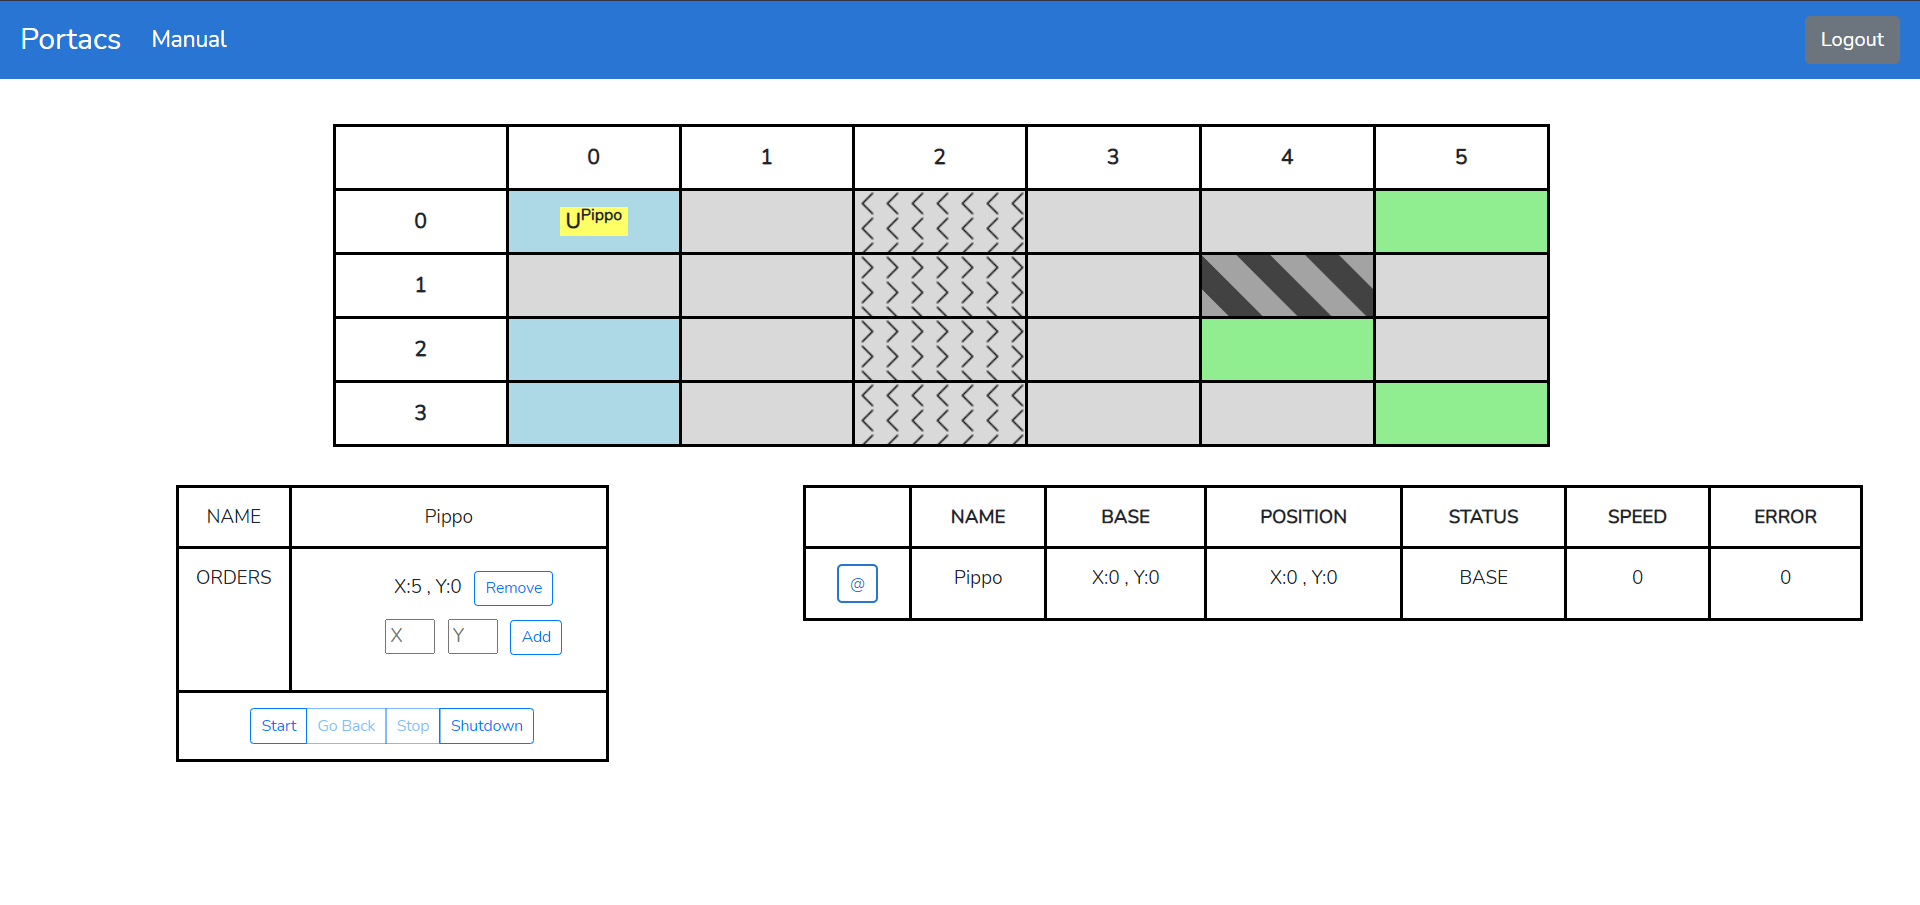 Portacs Manual Logout
0 1 2 3 4 5
0 U Pippo
1
2
3
NAME Pippo
ORDERS X:5 , Y:0 Remove
X Y Add
Start Go Back Stop Shutdown
NAME BASE POSITION STATUS SPEED ERROR
@ Pippo X:0 , Y:0 X:0 , Y:0 BASE 0 0